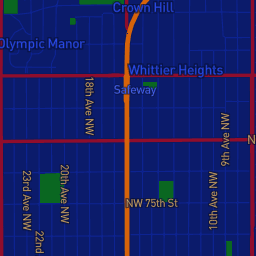 Crown Hill
Olympic Manor
Whittier Heights
Safeway
18th Ave NW
9th Ave NW
N
20th Ave NW
23rd Ave NW
10th Ave NW
NW 75th St
22nd